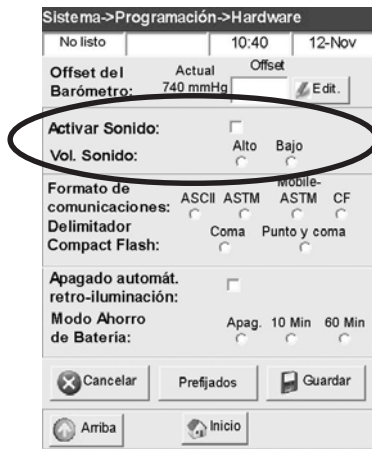 Sistema->Programación->Hardware
No listo 10:40 12-Nov
Offset del Actual Offset
Barómetro: 740 mmHg Edit.
Activar Sonido:
Vol. Sonido: Alto Bajo
Formato de Mobile-
comunicaciones: ASCII ASTM ASTM CF
Delimitador Coma Punto y coma
Compact Flash:
Apagado automát.
retro-iluminación:
Modo Ahorro Apag. 10 Min 60 Min
de Batería:
Cancelar Prefijados Guardar
Arriba Inicio